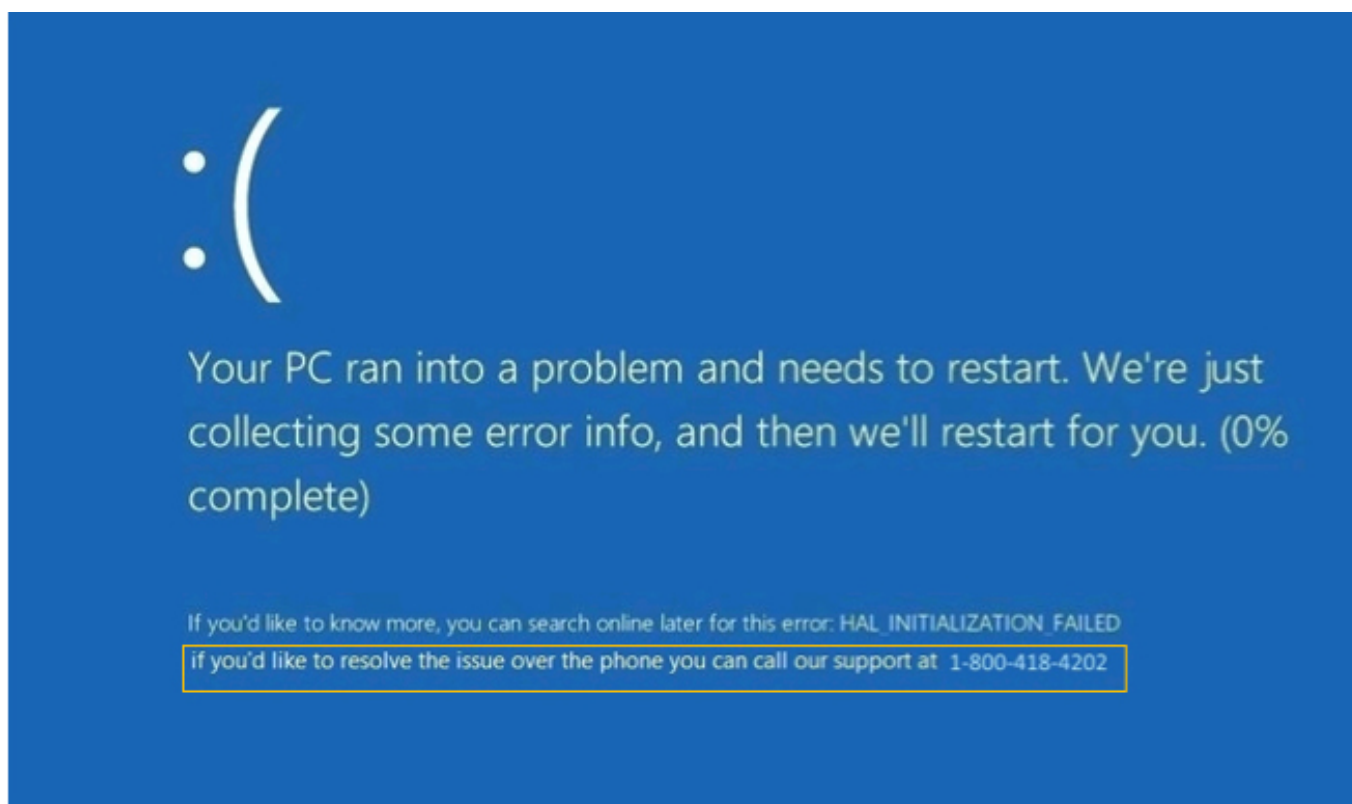 :(
Your PC ran into a problem and needs to restart. We're just
collecting some error info, and then we'll restart for you. (0%
complete)
If you'd like to know more, you can search online later for this error: HAL_INITIALIZATION_FAILED
if you'd like to resolve the issue over the phone you can call our support at 1-800-418-4202